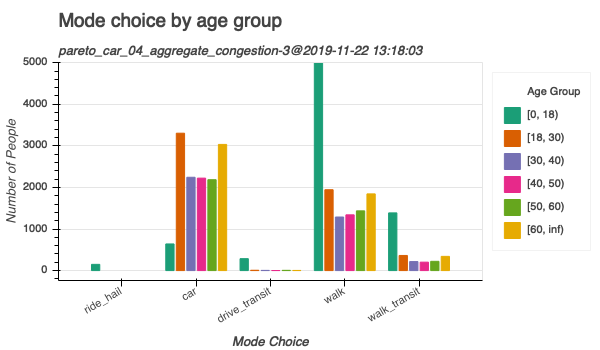 Mode choice by age group
pareto_car_04_aggregate_congestion-3@2019-11-22 13:18:03
Number of People
5000
4000
3000
2000
1000
0
ride_hail
car
drive_transit
walk
walk_transit
Mode Choice
Age Group
[0, 18)
[18, 30)
[30, 40)
[40, 50)
[50, 60)
[60, inf)